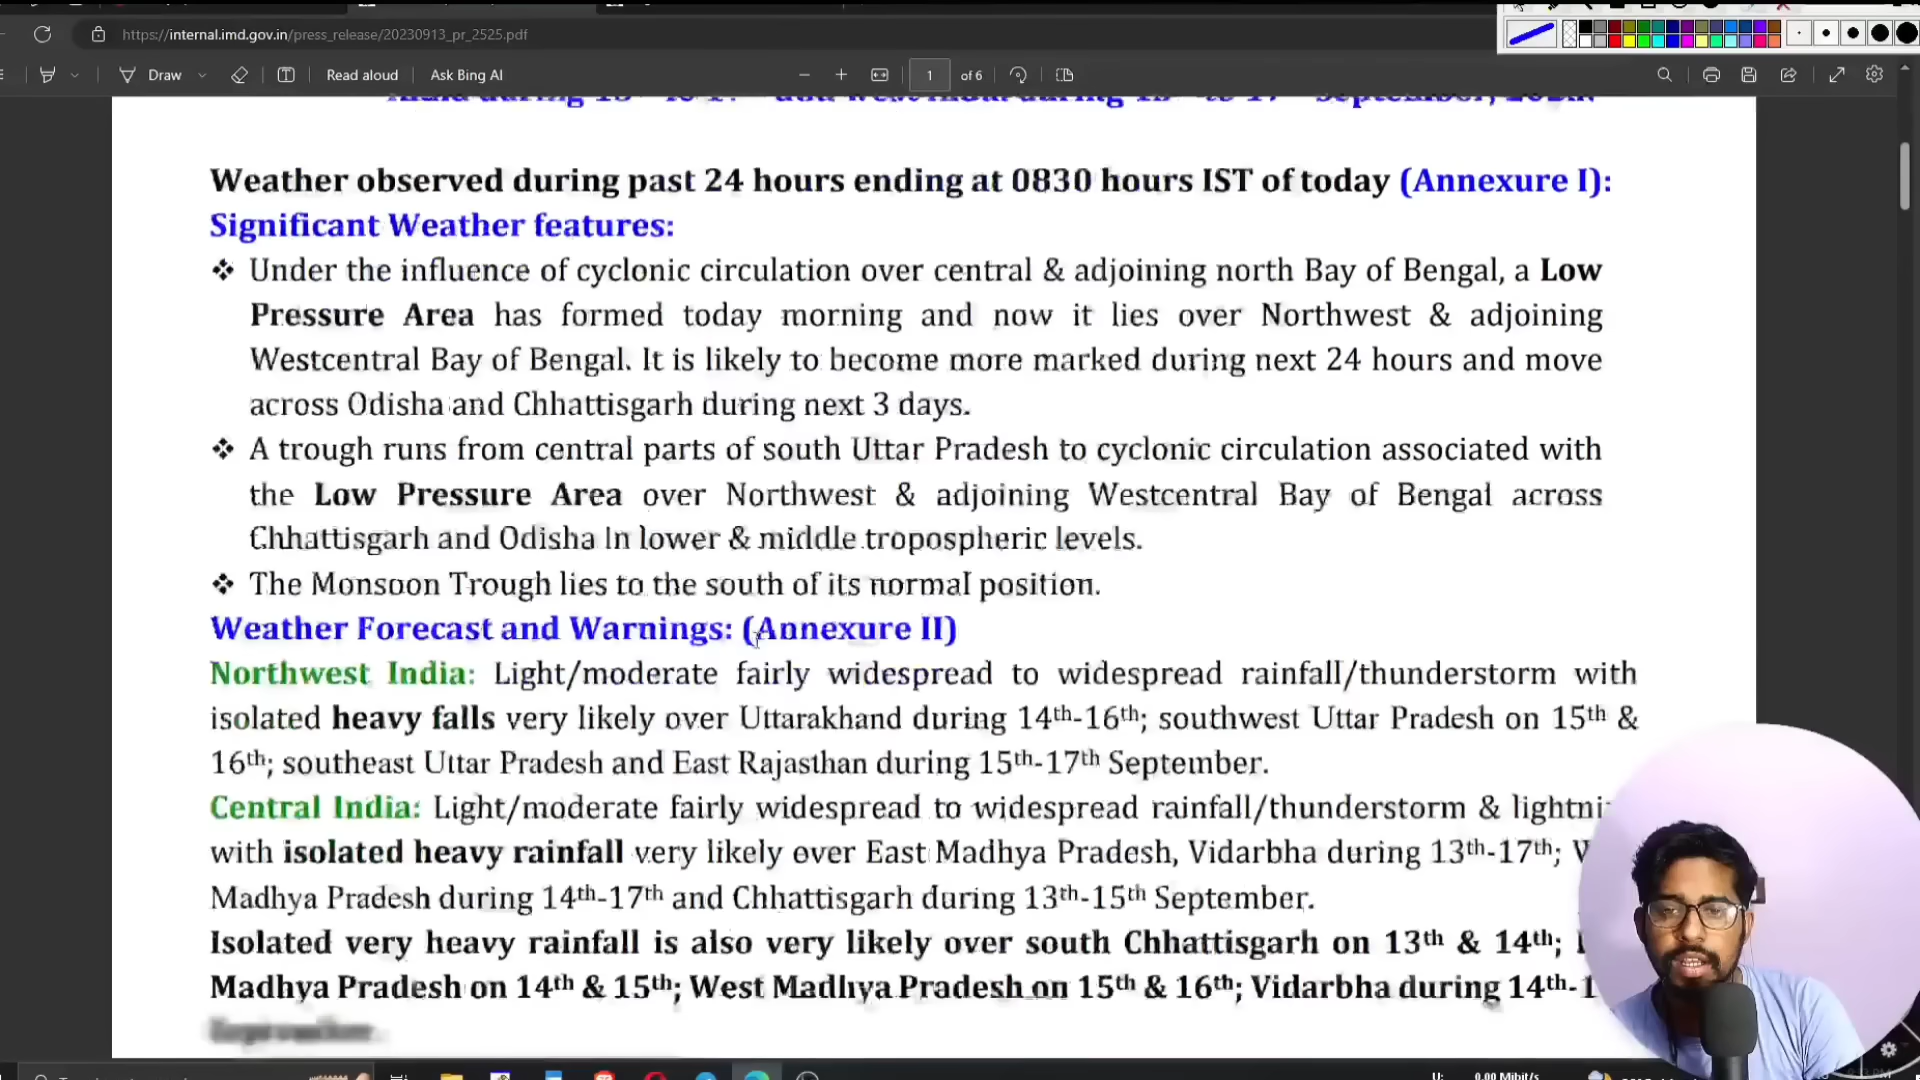 https://internal.imd.gov.in/press_release/20230913_pr_2525.pdf
Draw
Read aloud
Ask Bing AI
1 of 6
Weather observed during past 24 hours ending at 0830 hours IST of today (Annexure I):
Significant Weather features:
❖ Under the influence of cyclonic circulation over central & adjoining north Bay of Bengal, a Low
Pressure Area has formed today morning and now it lies over Northwest & adjoining
Westcentral Bay of Bengal. It is likely to become more marked during next 24 hours and move
across Odisha and Chhattisgarh during next 3 days.
❖ A trough runs from central parts of south Uttar Pradesh to cyclonic circulation associated with
the Low Pressure Area over Northwest & adjoining Westcentral Bay of Bengal across
Chhattisgarh and Odisha In lower & middle tropospheric levels.
❖ The Monsoon Trough lies to the south of its normal position.
Weather Forecast and Warnings: (Annexure II)
Northwest India: Light/moderate fairly widespread to widespread rainfall/thunderstorm with
isolated heavy falls very likely over Uttarakhand during 14th-16th; southwest Uttar Pradesh on 15th &
16th; southeast Uttar Pradesh and East Rajasthan during 15th-17th September.
Central India: Light/moderate fairly widespread to widespread rainfall/thunderstorm &
with isolated heavy rainfall very likely over East Madhya Pradesh, Vidarbha during 13th-17th;
Madhya Pradesh during 14th-17th and Chhattisgarh during 13th-15th September.
Isolated very heavy rainfall is also very likely over south Chhattisgarh on 13th & 14th;
Madhya Pradesh on 14th & 15th; West Madhya Pradesh on 15th & 16th; Vidarbha during 14th-